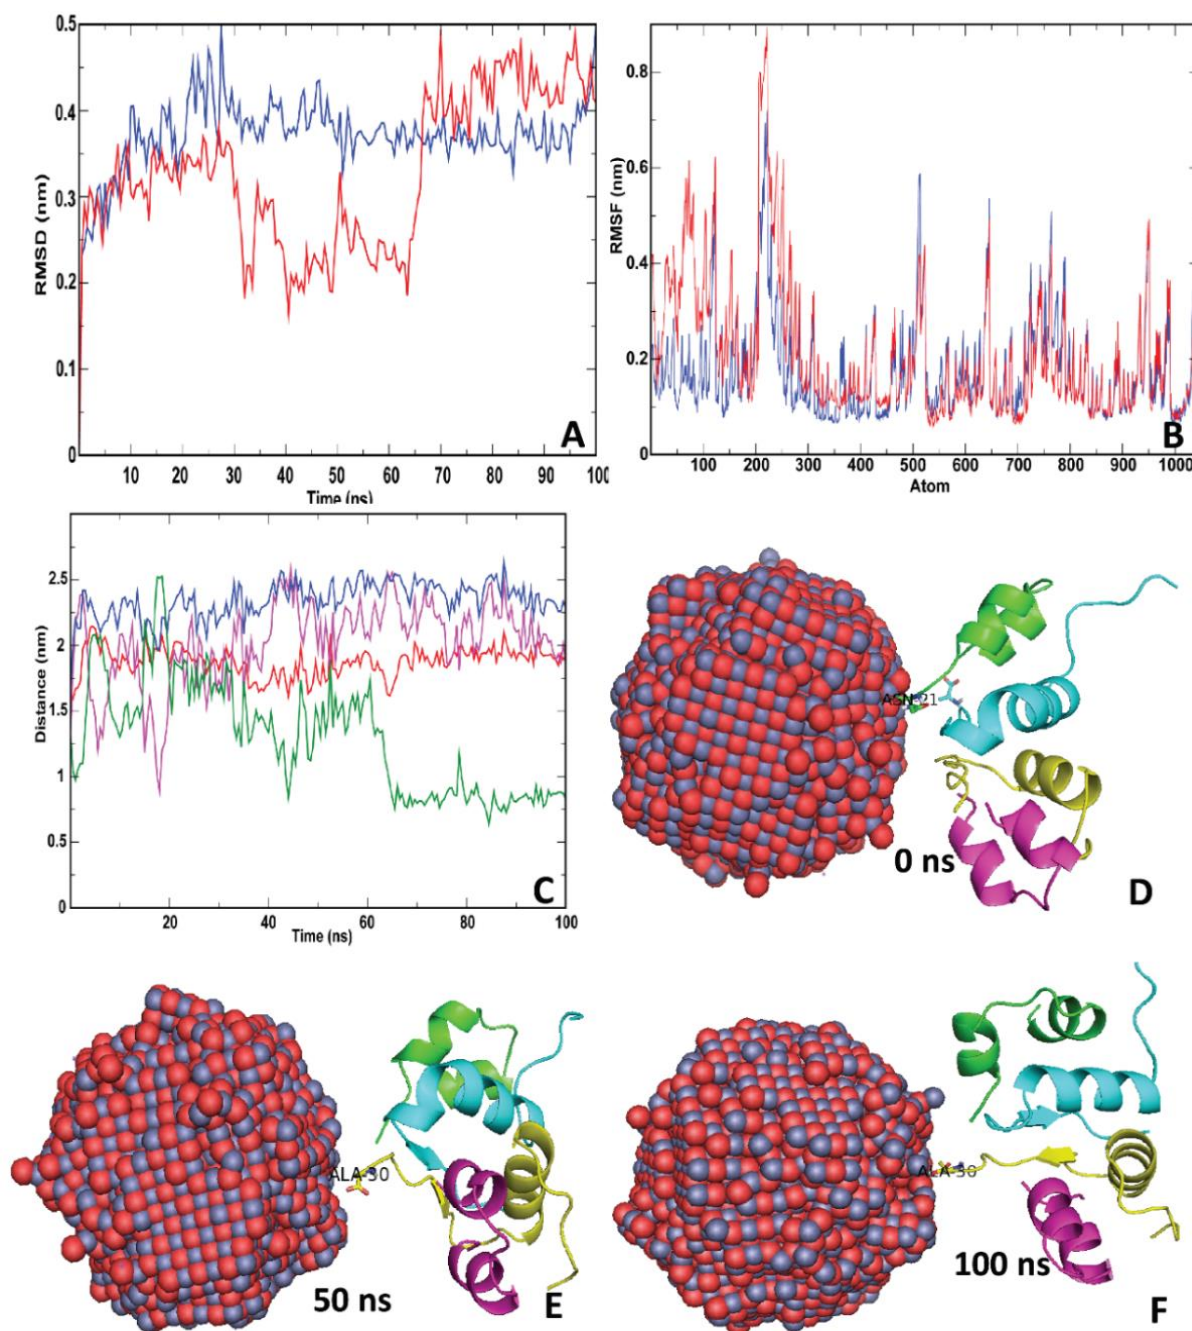 0.5
0.4
0.3
0.2
0.1
0
RMSD (nm)
10 20 30 40 50 60 70 80 90 100
Time (ns)
A
0.8
0.6
0.4
0.2
0
RMSF (nm)
100 200 300 400 500 600 700 800 900 1000
Atom
B
2.5
2
1.5
1
0.5
0
Distance (nm)
20 40 60 80 100
Time (ns)
C
ASN-21
0 ns
D
ALA-30
50 ns
E
ALA-30
100 ns
F